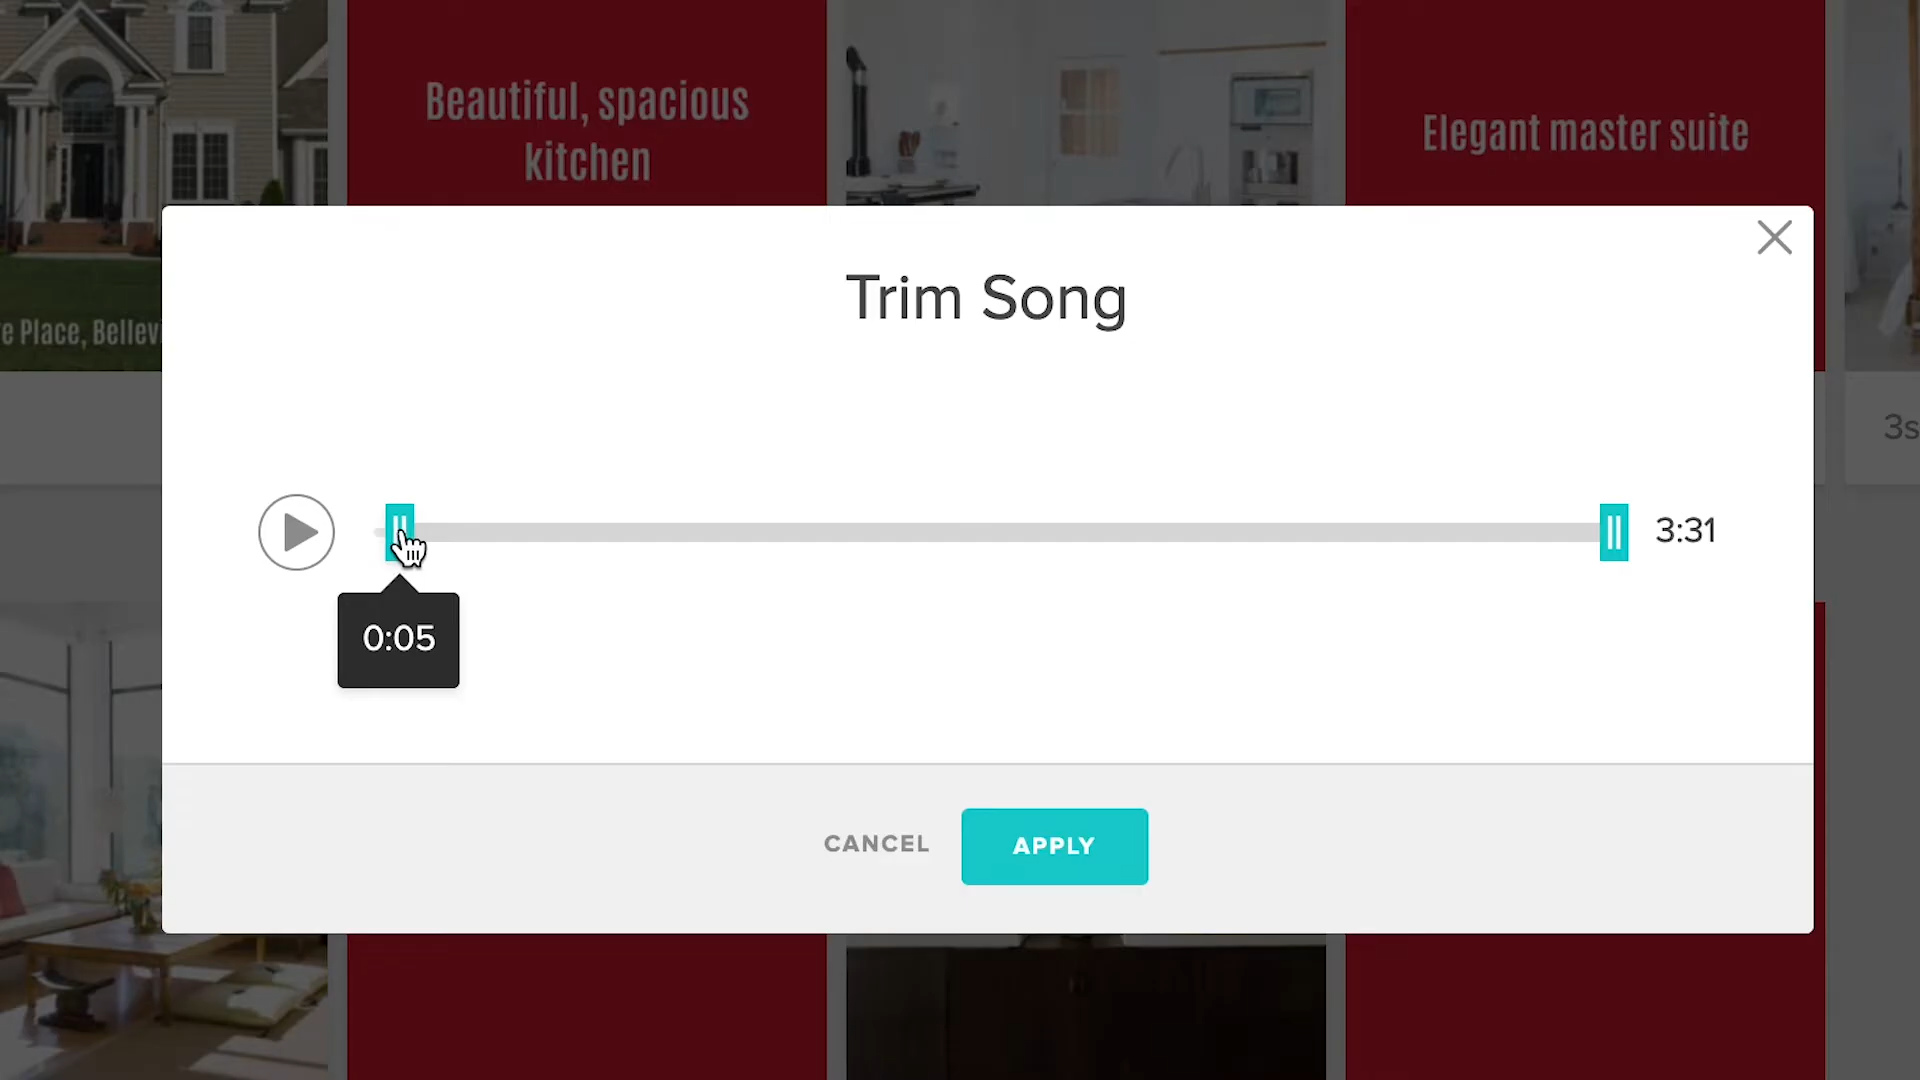 Beautiful, spacious
kitchen
Elegant master suite
e Place, Bellev
Trim Song
3s
3:31
0:05
CANCEL
APPLY